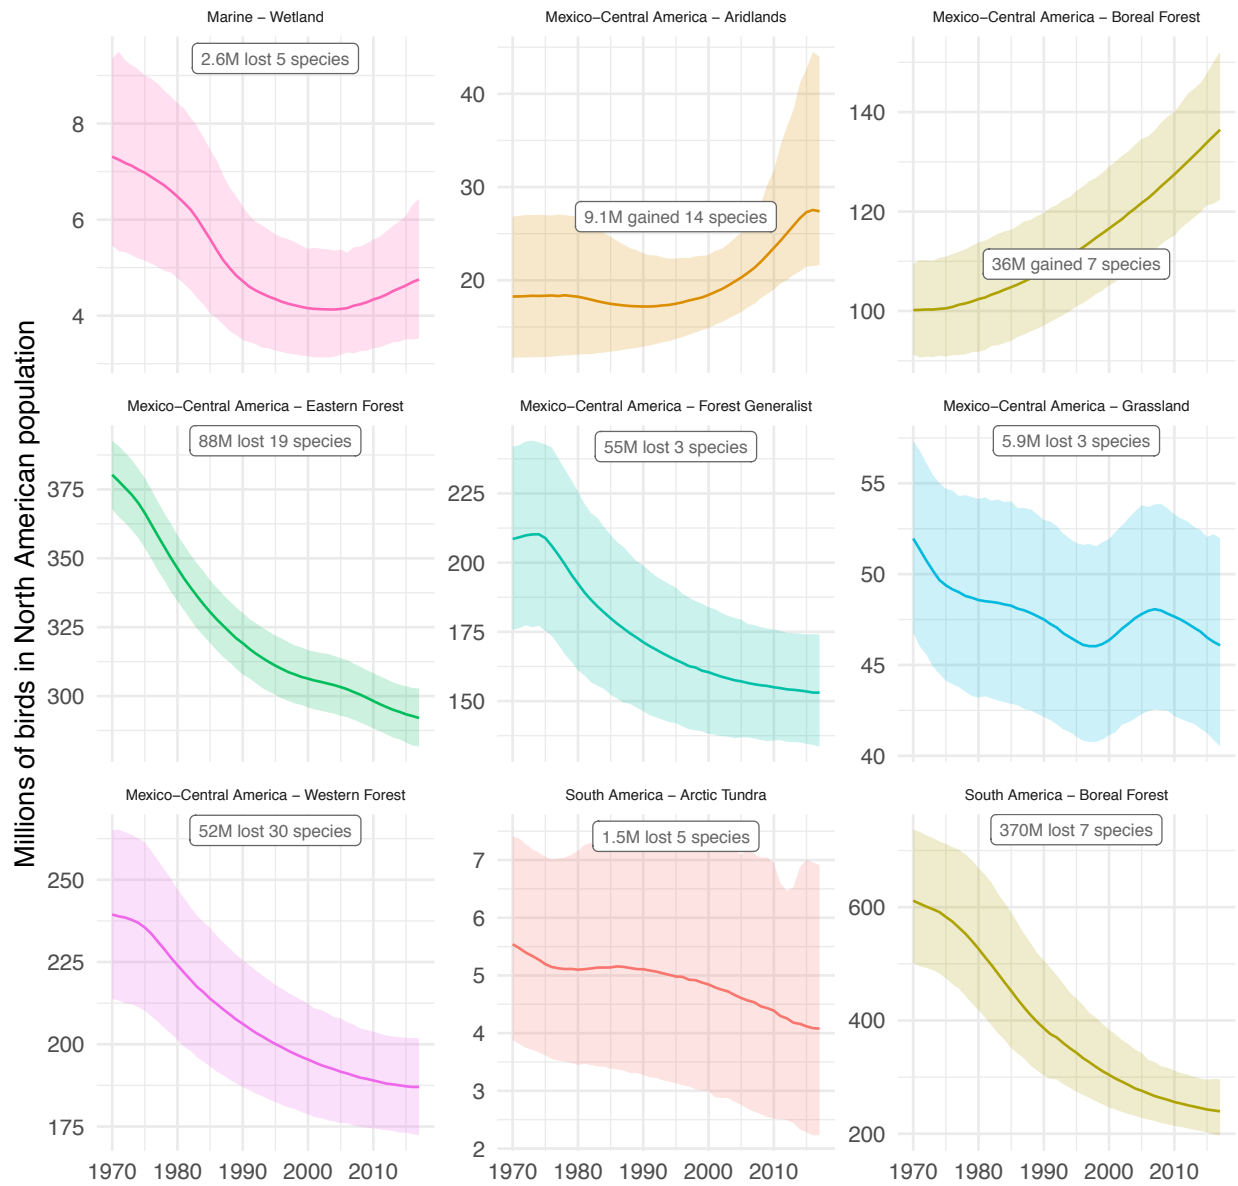 Millions of birds in North American population
Marine – Wetland
2.6M lost 5 species
8
6
4
Mexico–Central America – Aridlands
9.1M gained 14 species
40
30
20
Mexico–Central America – Boreal Forest
36M gained 7 species
140
120
100
Mexico–Central America – Eastern Forest
88M lost 19 species
375
350
325
300
Mexico–Central America – Forest Generalist
55M lost 3 species
225
200
175
150
Mexico–Central America – Grassland
5.9M lost 3 species
55
50
45
40
Mexico–Central America – Western Forest
52M lost 30 species
250
225
200
175
1970 1980 1990 2000 2010
South America – Arctic Tundra
1.5M lost 5 species
7
6
5
4
3
2
1970 1980 1990 2000 2010
South America – Boreal Forest
370M lost 7 species
600
400
200
1970 1980 1990 2000 2010